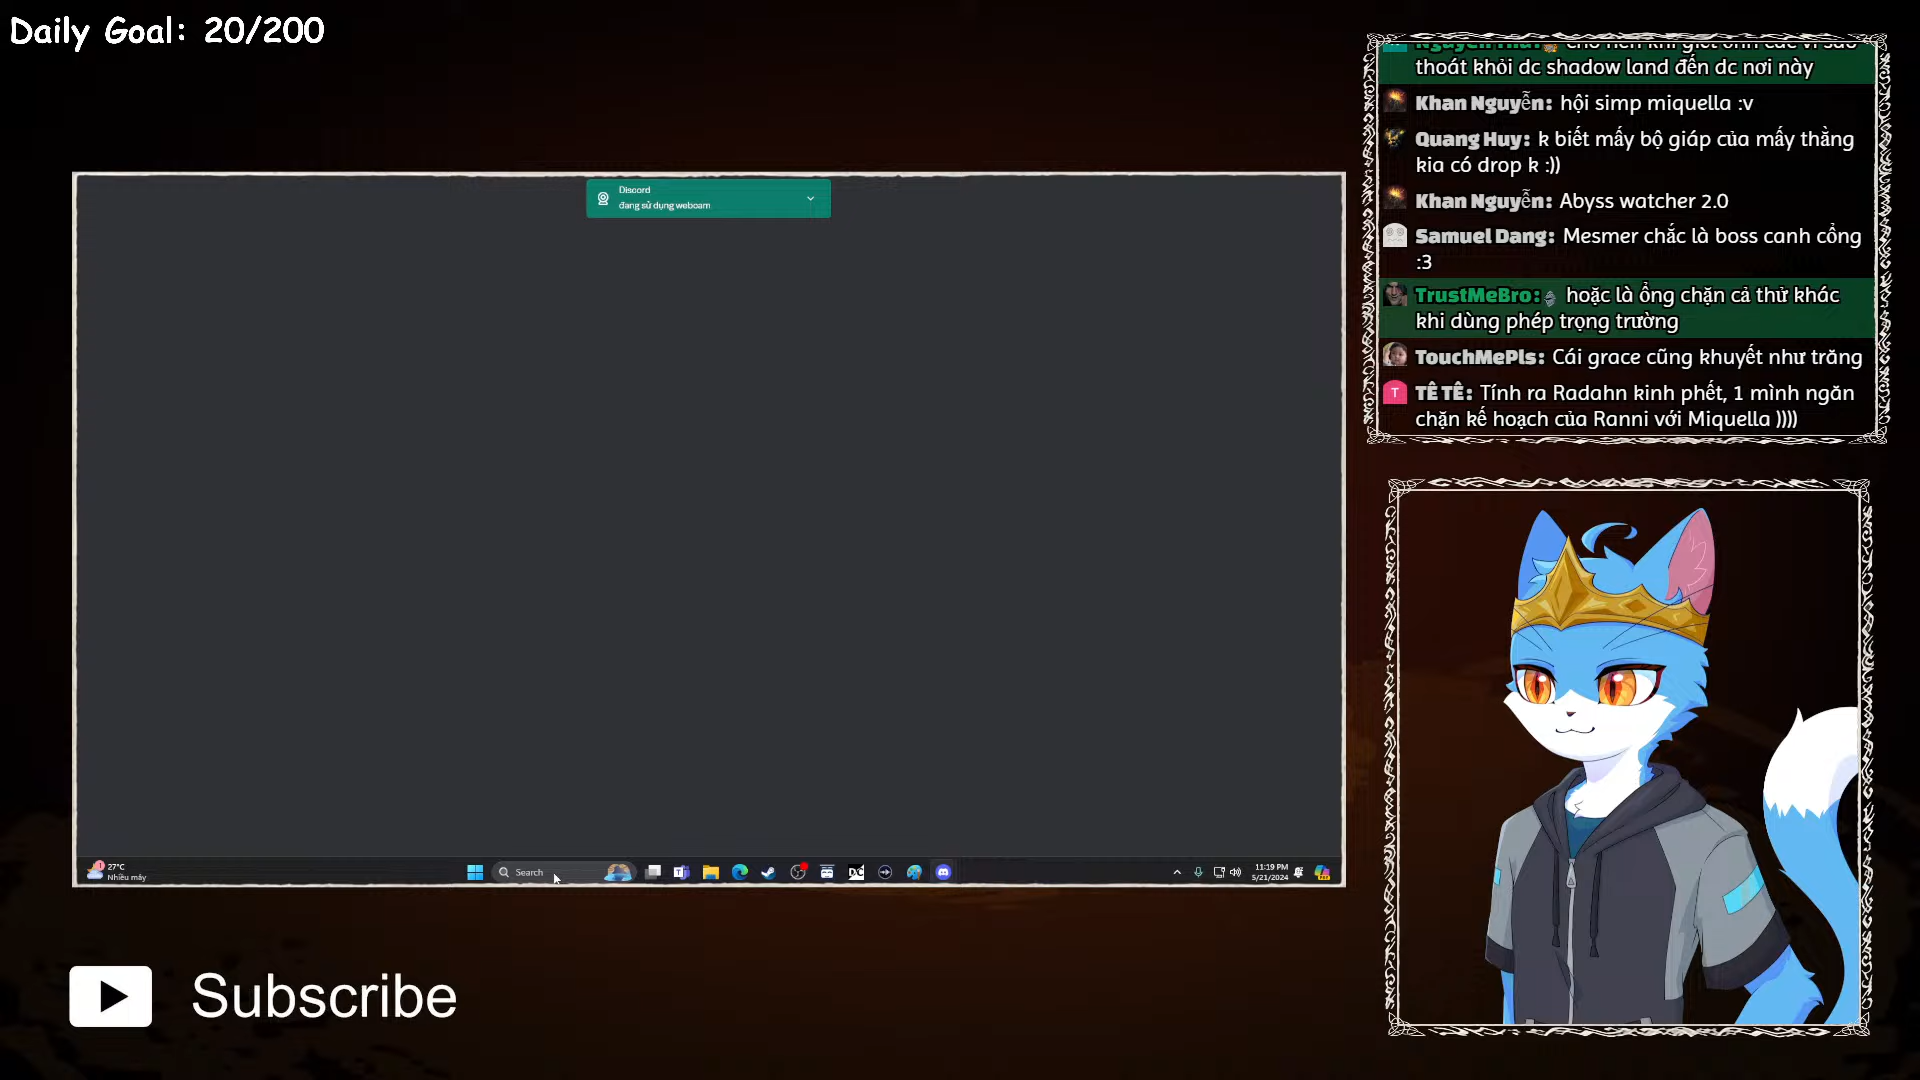 Daily Goal: 20/200
thoát khỏi dc shadow land đến dc nơi này
Khan Nguyễn: hội simp miquella :v
Quang Huy: k biết mấy bộ giáp của mấy thằng
kia có drop k :))
Khan Nguyễn: Abyss watcher 2.0
Samuel Dang: Mesmer chắc là boss canh cổng
:3
TrustMeBro: hoặc là ổng chặn cả thử khác
khi dùng phép trọng trường
TouchMePls: Cái grace cũng khuyết như trăng
T
TÊ TÊ: Tính ra Radahn kinh phết, 1 mình ngăn
chặn kế hoạch của Ranni với Miquella ))))
Discord
đang sử dụng webcam
27°C
Nhiều mây
Search
DC
11:19 PM
5/21/2024
Subscribe